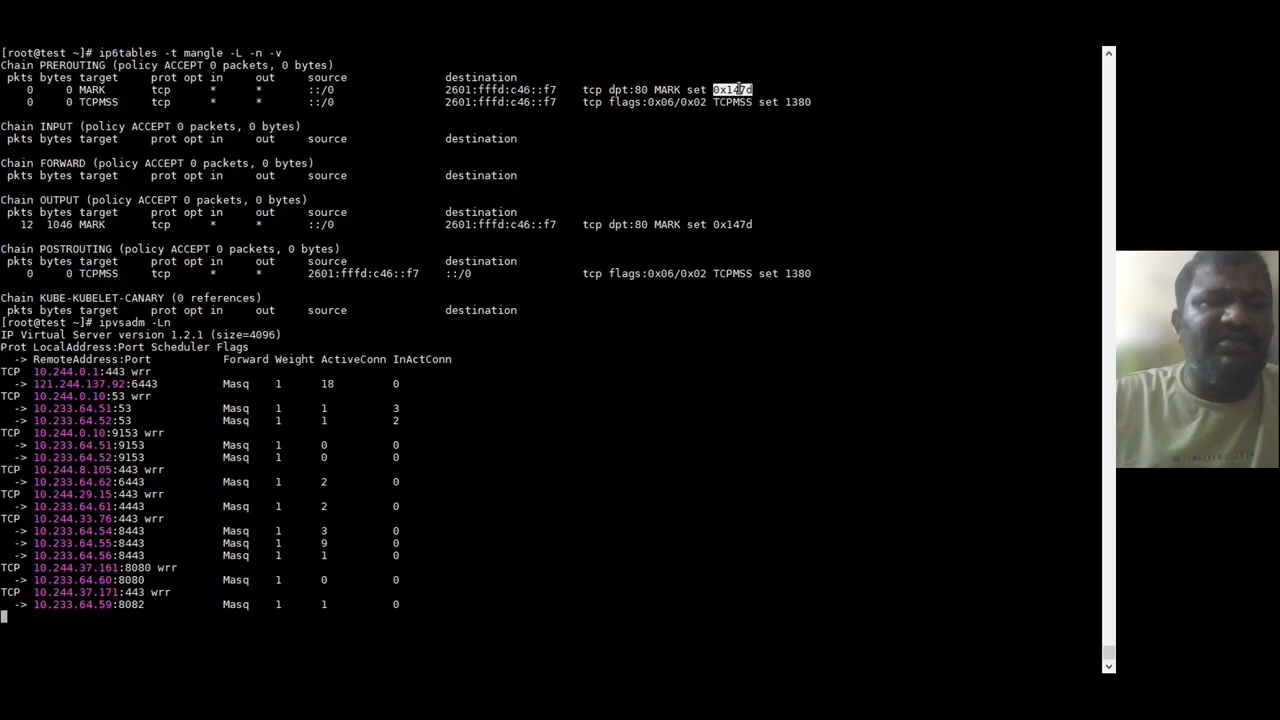 [root@test ~]# ip6tables -t mangle -L -n -v
Chain PREROUTING (policy ACCEPT 0 packets, 0 bytes)
pkts bytes target prot opt in out source destination
0 0 MARK tcp * * ::/0 2601:fffd:c46::f7 tcp dpt:80 MARK set 0x147d
0 0 TCPMSS tcp * * ::/0 2601:fffd:c46::f7 tcp flags:0x06/0x02 TCPMSS set 1380
Chain INPUT (policy ACCEPT 0 packets, 0 bytes)
pkts bytes target prot opt in out source destination
Chain FORWARD (policy ACCEPT 0 packets, 0 bytes)
pkts bytes target prot opt in out source destination
Chain OUTPUT (policy ACCEPT 0 packets, 0 bytes)
pkts bytes target prot opt in out source destination
12 1046 MARK tcp * * ::/0 2601:fffd:c46::f7 tcp dpt:80 MARK set 0x147d
Chain POSTROUTING (policy ACCEPT 0 packets, 0 bytes)
pkts bytes target prot opt in out source destination
0 0 TCPMSS tcp * * 2601:fffd:c46::f7 ::/0 tcp flags:0x06/0x02 TCPMSS set 1380
Chain KUBE-KUBELET-CANARY (0 references)
pkts bytes target prot opt in out source destination
[root@test ~]# ipvsadm -Ln
IP Virtual Server version 1.2.1 (size=4096)
Prot LocalAddress:Port Scheduler Flags
-> RemoteAddress:Port Forward Weight ActiveConn InActConn
TCP 10.244.0.1:443 wrr
-> 121.244.137.92:6443 Masq 1 18 0
TCP 10.244.0.10:53 wrr
-> 10.233.64.51:53 Masq 1 1 3
-> 10.233.64.52:53 Masq 1 1 2
TCP 10.244.0.10:9153 wrr
-> 10.233.64.51:9153 Masq 1 0 0
-> 10.233.64.52:9153 Masq 1 0 0
TCP 10.244.8.105:443 wrr
-> 10.233.64.62:6443 Masq 1 2 0
TCP 10.244.29.15:443 wrr
-> 10.233.64.61:4443 Masq 1 2 0
TCP 10.244.33.76:443 wrr
-> 10.233.64.54:8443 Masq 1 3 0
-> 10.233.64.55:8443 Masq 1 9 0
-> 10.233.64.56:8443 Masq 1 1 0
TCP 10.244.37.161:8080 wrr
-> 10.233.64.60:8080 Masq 1 0 0
TCP 10.244.37.171:443 wrr
-> 10.233.64.59:8082 Masq 1 1 0